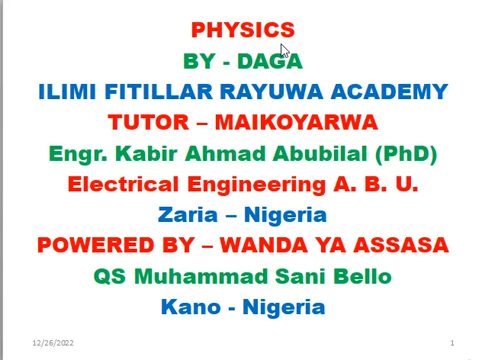 PHYSICS
BY - DAGA
ILIMI FITILLAR RAYUWA ACADEMY
TUTOR – MAIKOYARWA
Engr. Kabir Ahmad Abubilal (PhD)
Electrical Engineering A. B. U.
Zaria – Nigeria
POWERED BY – WANDA YA ASSASA
QS Muhammad Sani Bello
Kano - Nigeria
12/26/2022 1